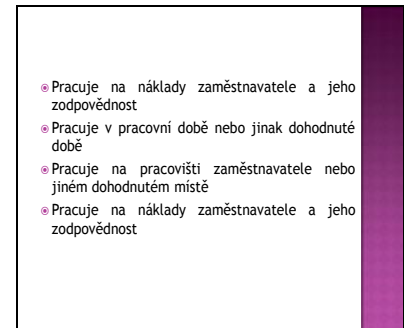 Pracuje na náklady zaměstnavatele a jeho
zodpovědnost
Pracuje v pracovní době nebo jinak dohodnuté
době
Pracuje na pracovišti zaměstnavatele nebo
jiném dohodnutém místě
Pracuje na náklady zaměstnavatele a jeho
zodpovědnost